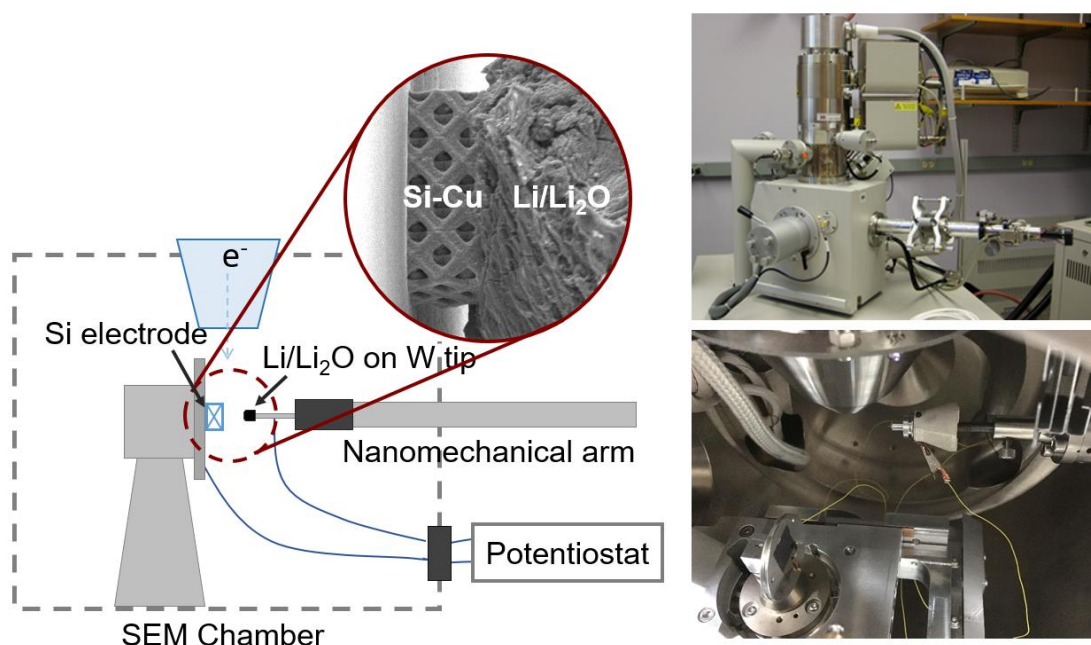 Si-Cu
Li/Li₂O
e⁻
Si electrode
Li/Li₂O on W tip
Nanomechanical arm
Potentiostat
SEM Chamber